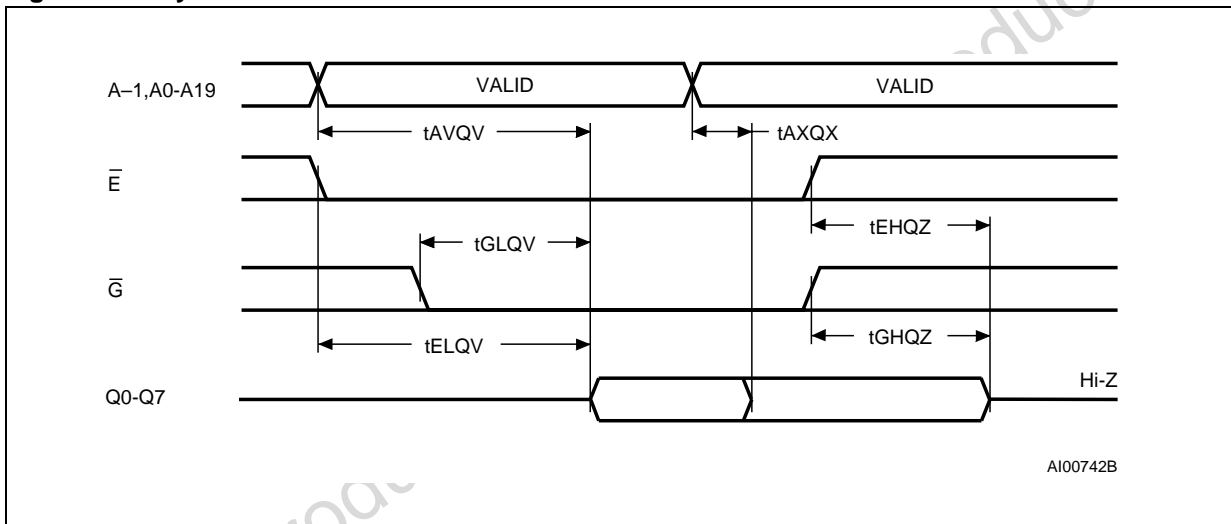 A–1,A0-A19
VALID
VALID
tAVQV
tAXQX
E
tEHQZ
tGLQV
G
tGHQZ
tELQV
Hi-Z
Q0-Q7
AI00742B